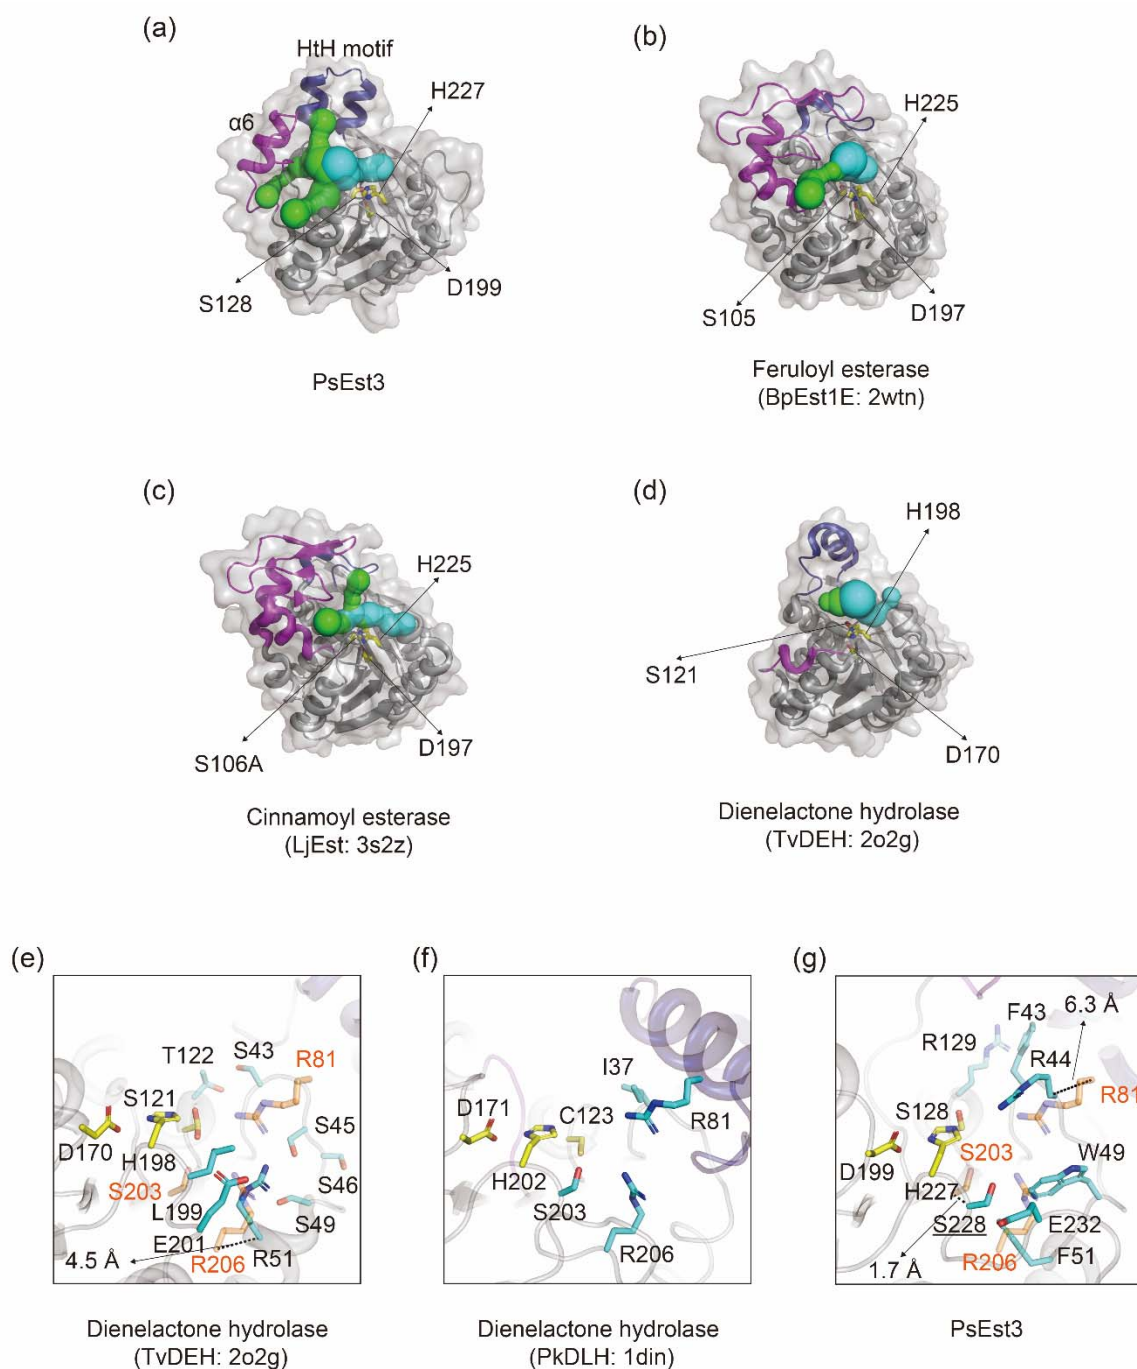 (a)
HtH motif
H227
α6
S128
D199
PsEst3
(b)
H225
S105
D197
Feruloyl esterase
(BpEst1E: 2wtn)
(c)
H225
S106A
D197
Cinnamoyl esterase
(LjEst: 3s2z)
(d)
H198
S121
D170
Dienelactone hydrolase
(TvDEH: 2o2g)
(e)
T122
S43
R81
S121
S45
D170
H198
S203
S46
L199
S49
E201
R51
4.5 Å
R206
Dienelactone hydrolase
(TvDEH: 2o2g)
(f)
I37
D171
C123
R81
H202
S203
R206
Dienelactone hydrolase
(PkDLH: 1din)
(g)
6.3 Å
F43
R129
R44
R81
S128
S203
W49
D199
H227
S228
E232
F51
R206
1.7 Å
PsEst3